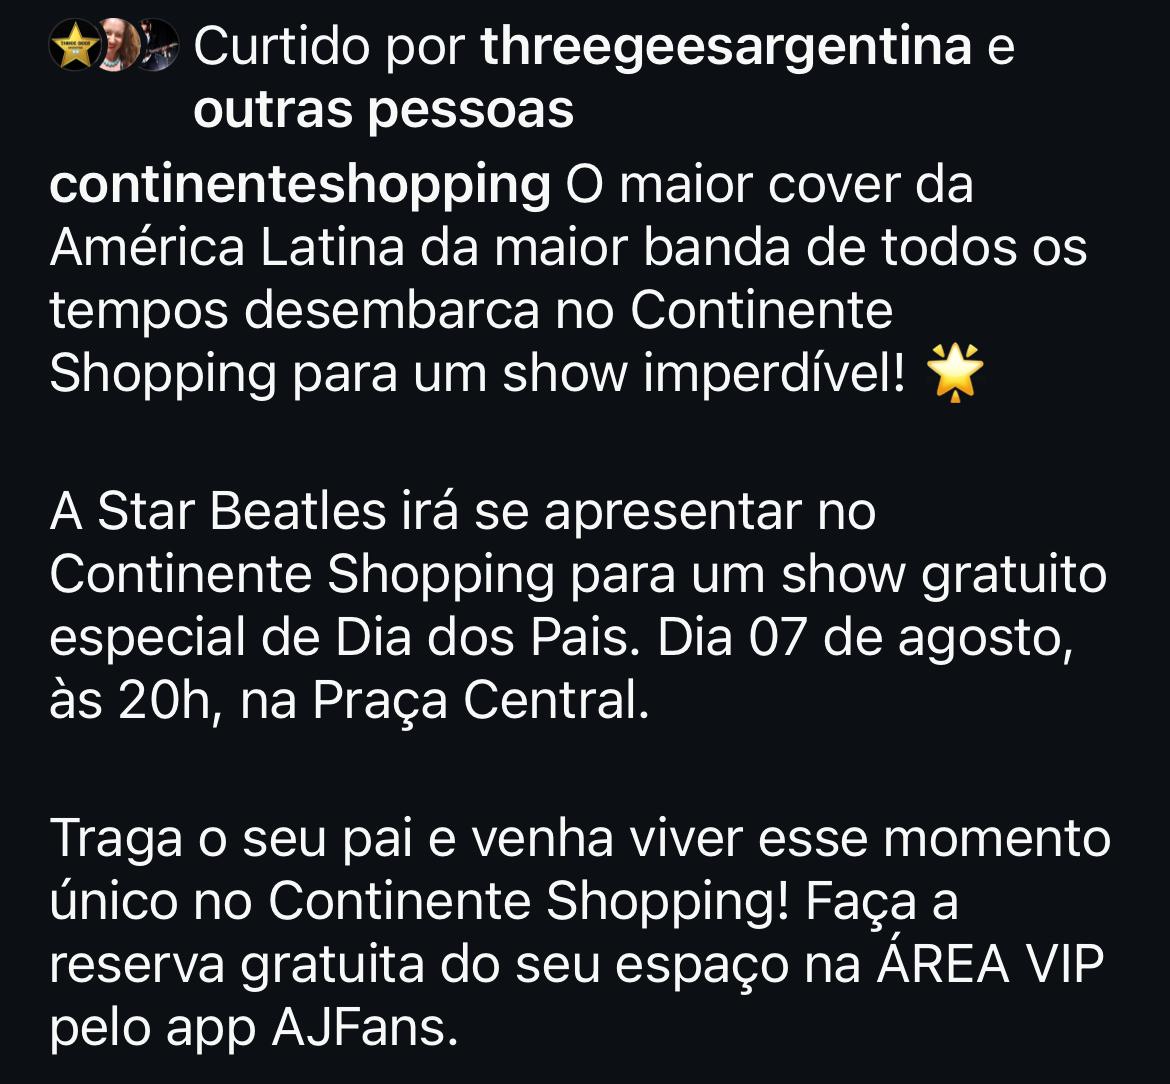 Curtido por threegeesargentina e
outras pessoas
continenteshopping O maior cover da
América Latina da maior banda de todos os
tempos desembarca no Continente
Shopping para um show imperdível! 🌟
A Star Beatles irá se apresentar no
Continente Shopping para um show gratuito
especial de Dia dos Pais. Dia 07 de agosto,
às 20h, na Praça Central.
Traga o seu pai e venha viver esse momento
único no Continente Shopping! Faça a
reserva gratuita do seu espaço na ÁREA VIP
pelo app AJFans.